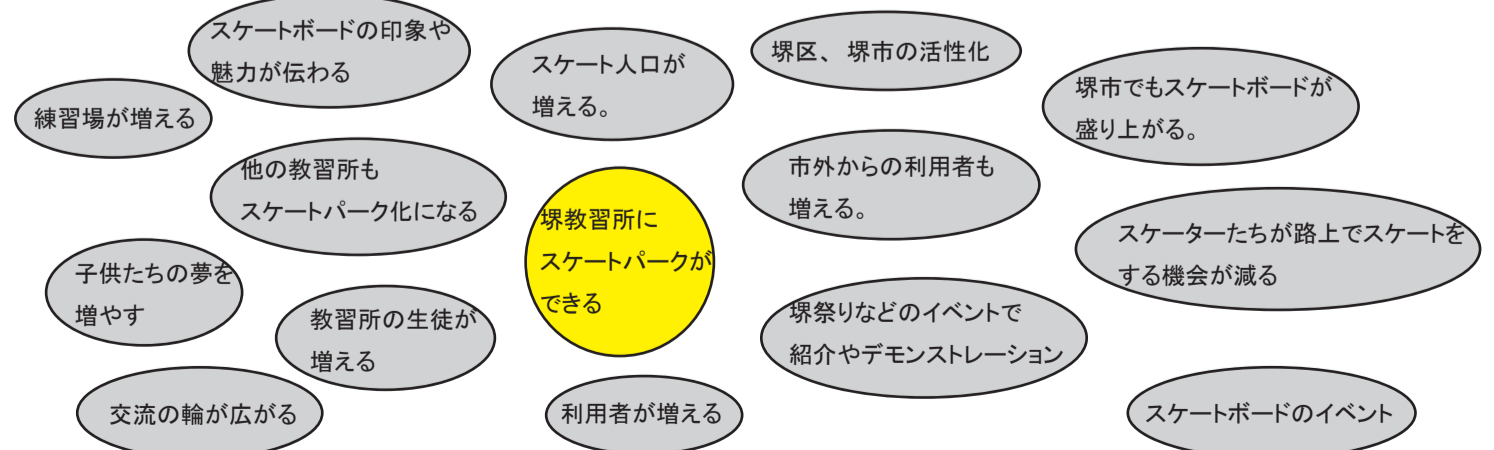 スケートボードの印象や
魅力が伝わる
練習場が増える
スケート人口が
増える。
堺区、堺市の活性化
堺市でもスケートボードが
盛り上がる。
他の教習所も
スケートパーク化になる
市外からの利用者も
増える。
堺教習所に
スケートパークが
できる
スケーターたちが路上でスケートを
する機会が減る
子供たちの夢を
増やす
教習所の生徒が
増える
堺祭りなどのイベントで
紹介やデモンストレーション
交流の輪が広がる
利用者が増える
スケートボードのイベント